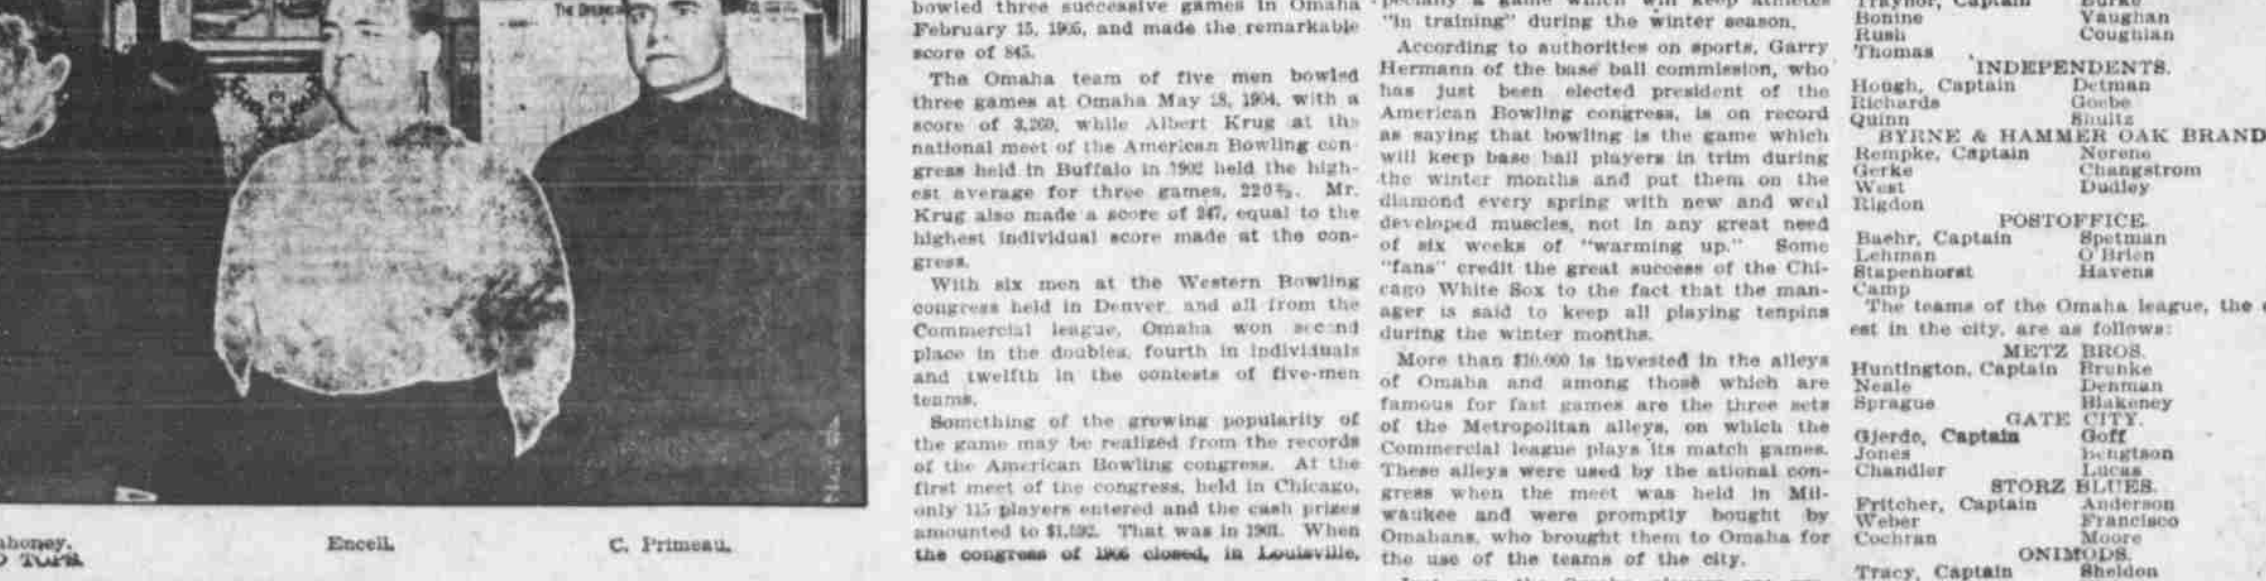 The
ahoney.
Encell.
C. Primeau.
bowled three successive games in Omaha
February 15, 1906, and made the remarkable
score of 845.
The Omaha team of five men bowled
three games at Omaha May 18, 1904, with a
score of 3,260, while Albert Krug at the
national meet of the American Bowling con-
gress held in Buffalo in 1902 held the high-
est average for three games, 220⅔. Mr.
Krug also made a score of 247, equal to the
highest individual score made at the con-
gress.
With six men at the Western Bowling
congress held in Denver, and all from the
Commercial league, Omaha won second
place in the doubles, fourth in individuals
and twelfth in the contests of five-men
teams.
Something of the growing popularity of
the game may be realized from the records
of the American Bowling congress. At the
first meet of the congress, held in Chicago,
only 115 players entered and the cash prizes
amounted to $1,592. That was in 1901. When
the congress of 1906 closed, in Louisville,
pecially a game which will keep athletes
"in training" during the winter season.
According to authorities on sports, Garry
Hermann of the base ball commission, who
has just been elected president of the
American Bowling congress, is on record
as saying that bowling is the game which
will keep base ball players in trim during
the winter months and put them on the
diamond every spring with new and well
developed muscles, not in any great need
of six weeks of "warming up." Some
"fans" credit the great success of the Chi-
cago White Sox to the fact that the man-
ager is said to keep all playing tenpins
during the winter months.
More than $10,000 is invested in the alleys
of Omaha and among those which are
famous for fast games are the three sets
of the Metropolitan alleys, on which the
Commercial league plays its match games.
These alleys were used by the ational con-
gress when the meet was held in Mil-
waukee and were promptly bought by
Omahans, who brought them to Omaha for
the use of the teams of the city.
Traynor, Captain Burke
Bonine Vaughan
Rush Coughlan
Thomas
INDEPENDENTS.
Hough, Captain Detman
Richards Goebe
Quinn Shultz
BYRNE & HAMMER OAK BRAND
Rempke, Captain Norene
Gerke Changstrom
West Dudley
Rigdon
POSTOFFICE.
Baehr, Captain Spetman
Lehman O'Brien
Stapenhorst Havens
Camp
The teams of the Omaha league, the
est in the city, are as follows:
METZ BROS.
Huntington, Captain Brunke
Neale Denman
Sprague Blakeney
GATE CITY.
Gjerde, Captain Goff
Jones Bengtson
Chandler Lucas
STORZ BLUES.
Fritcher, Captain Anderson
Weber Francisco
Cochran Moore
ONIMODS.
Tracy, Captain Sheldon